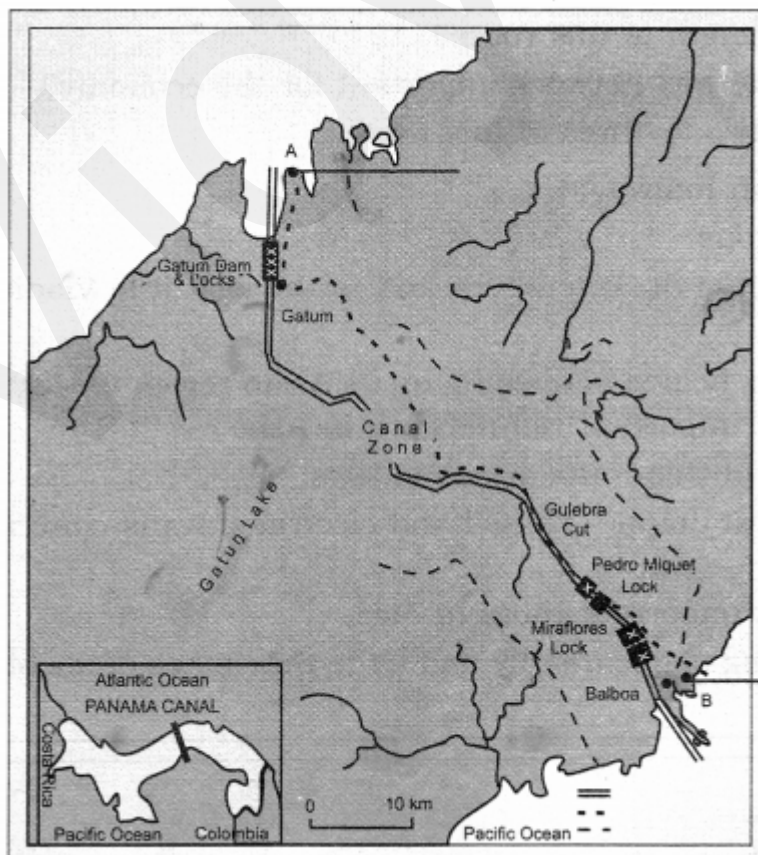 A
Gatum Dam
& Locks
Gatum
Canal
Zone
Gatun Lake
Gulebra
Cut
Pedro Miquet
Lock
Miraflores
Lock
Balboa
B
Atlantic Ocean
PANAMA CANAL
Costa Rica
Pacific Ocean
Colombia
0 10 km
Pacific Ocean